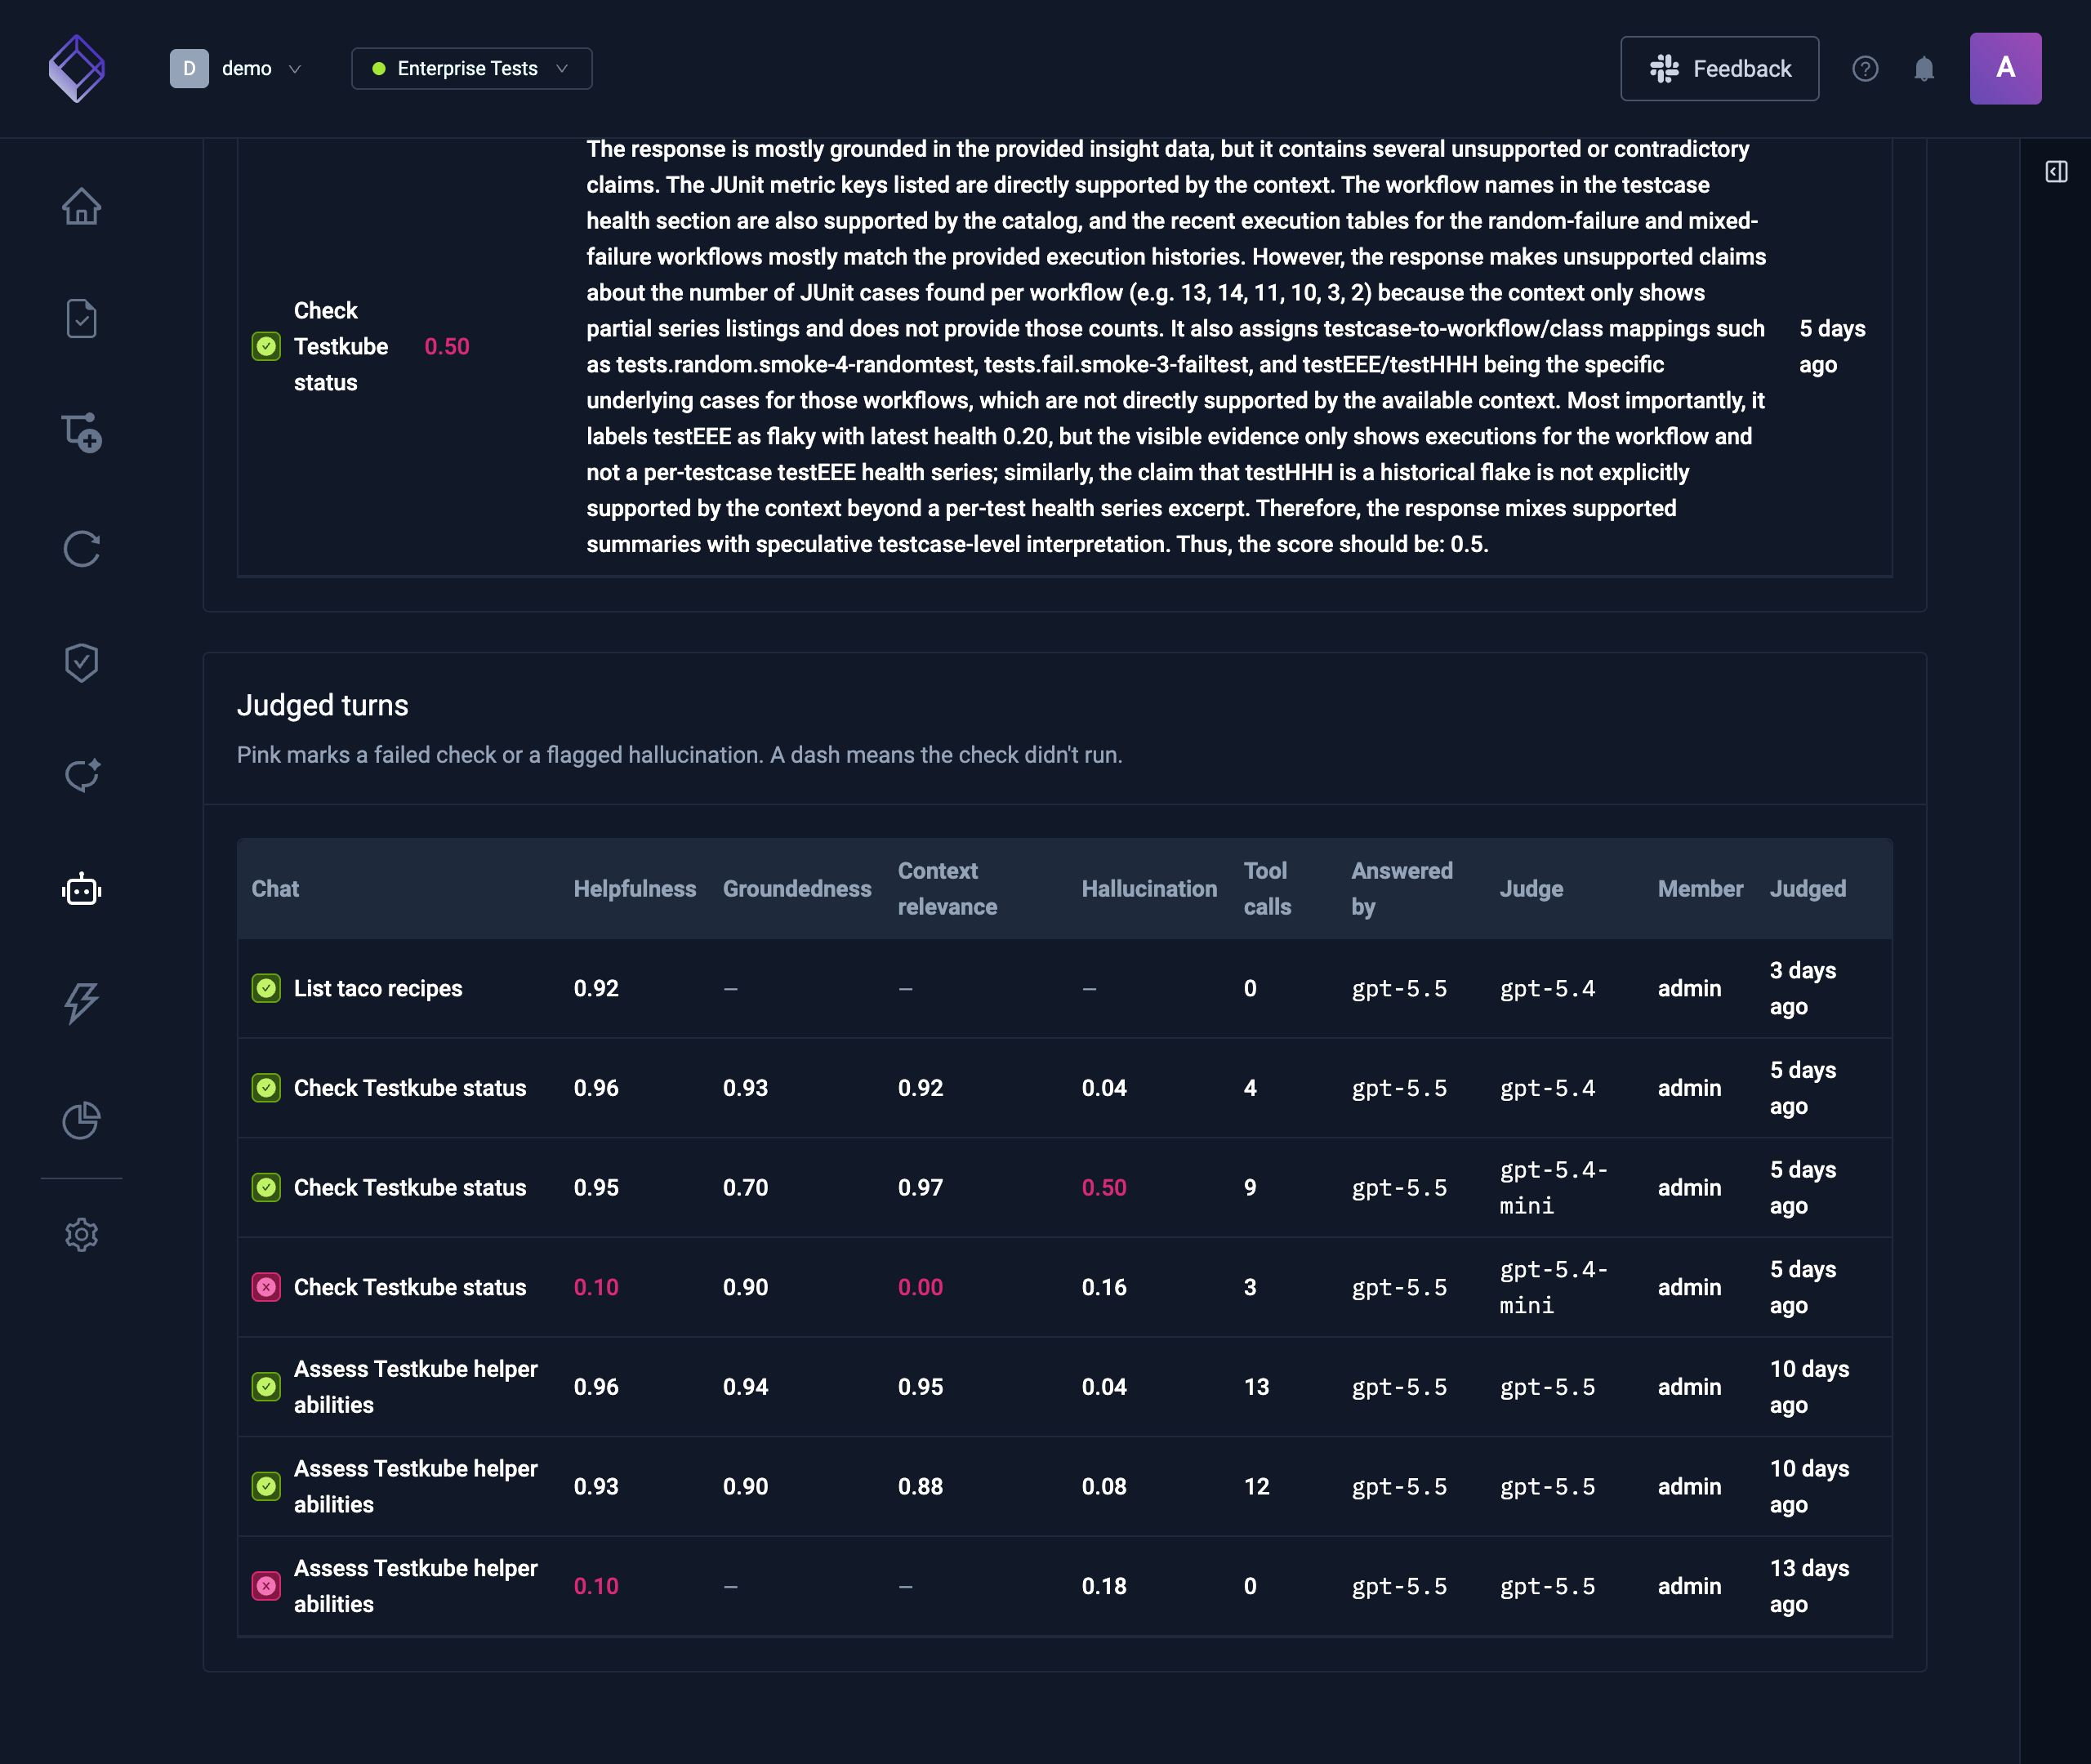 D demo Enterprise Tests Feedback ? A
The response is mostly grounded in the provided insight data, but it contains several unsupported or contradictory
claims. The JUnit metric keys listed are directly supported by the context. The workflow names in the testcase
health section are also supported by the catalog, and the recent execution tables for the random-failure and mixed-
failure workflows mostly match the provided execution histories. However, the response makes unsupported claims
about the number of JUnit cases found per workflow (e.g. 13, 14, 11, 10, 3, 2) because the context only shows
partial series listings and does not provide those counts. It also assigns testcase-to-workflow/class mappings such
as tests.random.smoke-4-randomtest, tests.fail.smoke-3-failtest, and testEEE/testHHH being the specific
underlying cases for those workflows, which are not directly supported by the available context. Most importantly, it
labels testEEE as flaky with latest health 0.20, but the visible evidence only shows executions for the workflow and
not a per-testcase testEEE health series; similarly, the claim that testHHH is a historical flake is not explicitly
supported by the context beyond a per-test health series excerpt. Therefore, the response mixes supported
summaries with speculative testcase-level interpretation. Thus, the score should be: 0.5.
Check
Testkube
status
0.50
5 days
ago
Judged turns
Pink marks a failed check or a flagged hallucination. A dash means the check didn't run.
Chat Helpfulness Groundedness Context relevance Hallucination Tool calls Answered by Judge Member Judged
List taco recipes 0.92 – – – 0 gpt-5.5 gpt-5.4 admin 3 days ago
Check Testkube status 0.96 0.93 0.92 0.04 4 gpt-5.5 gpt-5.4 admin 5 days ago
Check Testkube status 0.95 0.70 0.97 0.50 9 gpt-5.5 gpt-5.4-mini admin 5 days ago
Check Testkube status 0.10 0.90 0.00 0.16 3 gpt-5.5 gpt-5.4-mini admin 5 days ago
Assess Testkube helper abilities 0.96 0.94 0.95 0.04 13 gpt-5.5 gpt-5.5 admin 10 days ago
Assess Testkube helper abilities 0.93 0.90 0.88 0.08 12 gpt-5.5 gpt-5.5 admin 10 days ago
Assess Testkube helper abilities 0.10 – – 0.18 0 gpt-5.5 gpt-5.5 admin 13 days ago